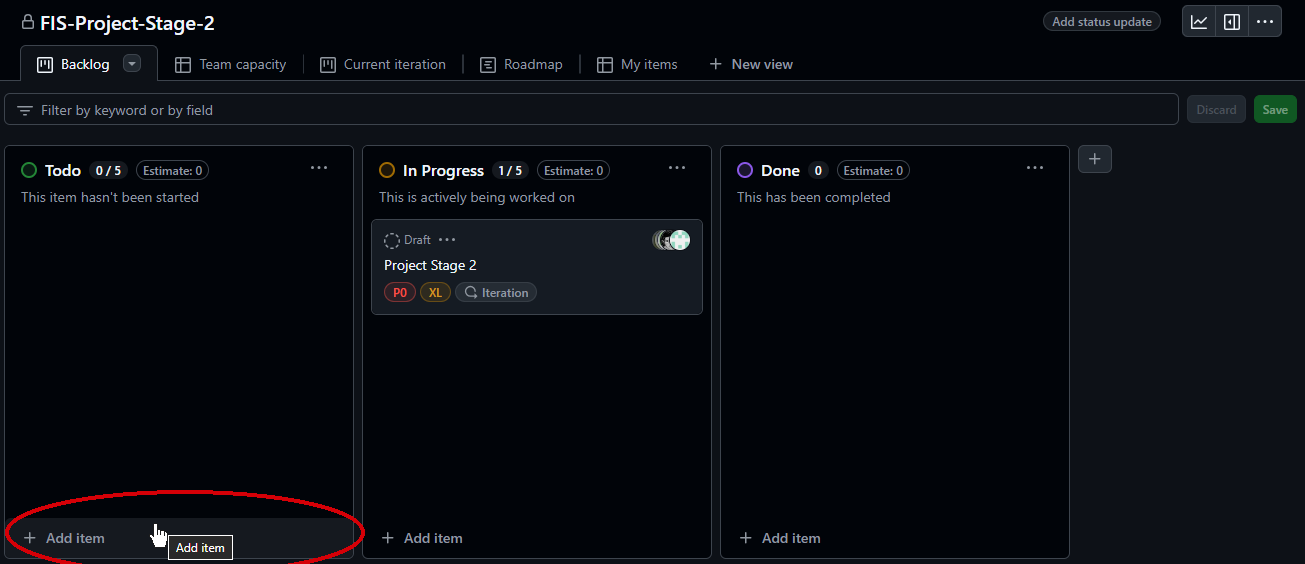 FIS-Project-Stage-2
Add status update
Backlog
Team capacity
Current iteration
Roadmap
My items
New view
Filter by keyword or by field
Discard
Save
Todo 0 / 5 Estimate: 0
This item hasn't been started
+ Add item
Add item
In Progress 1 / 5 Estimate: 0
This is actively being worked on
Draft
Project Stage 2
P0 XL Iteration
+ Add item
Done 0 Estimate: 0
This has been completed
+ Add item